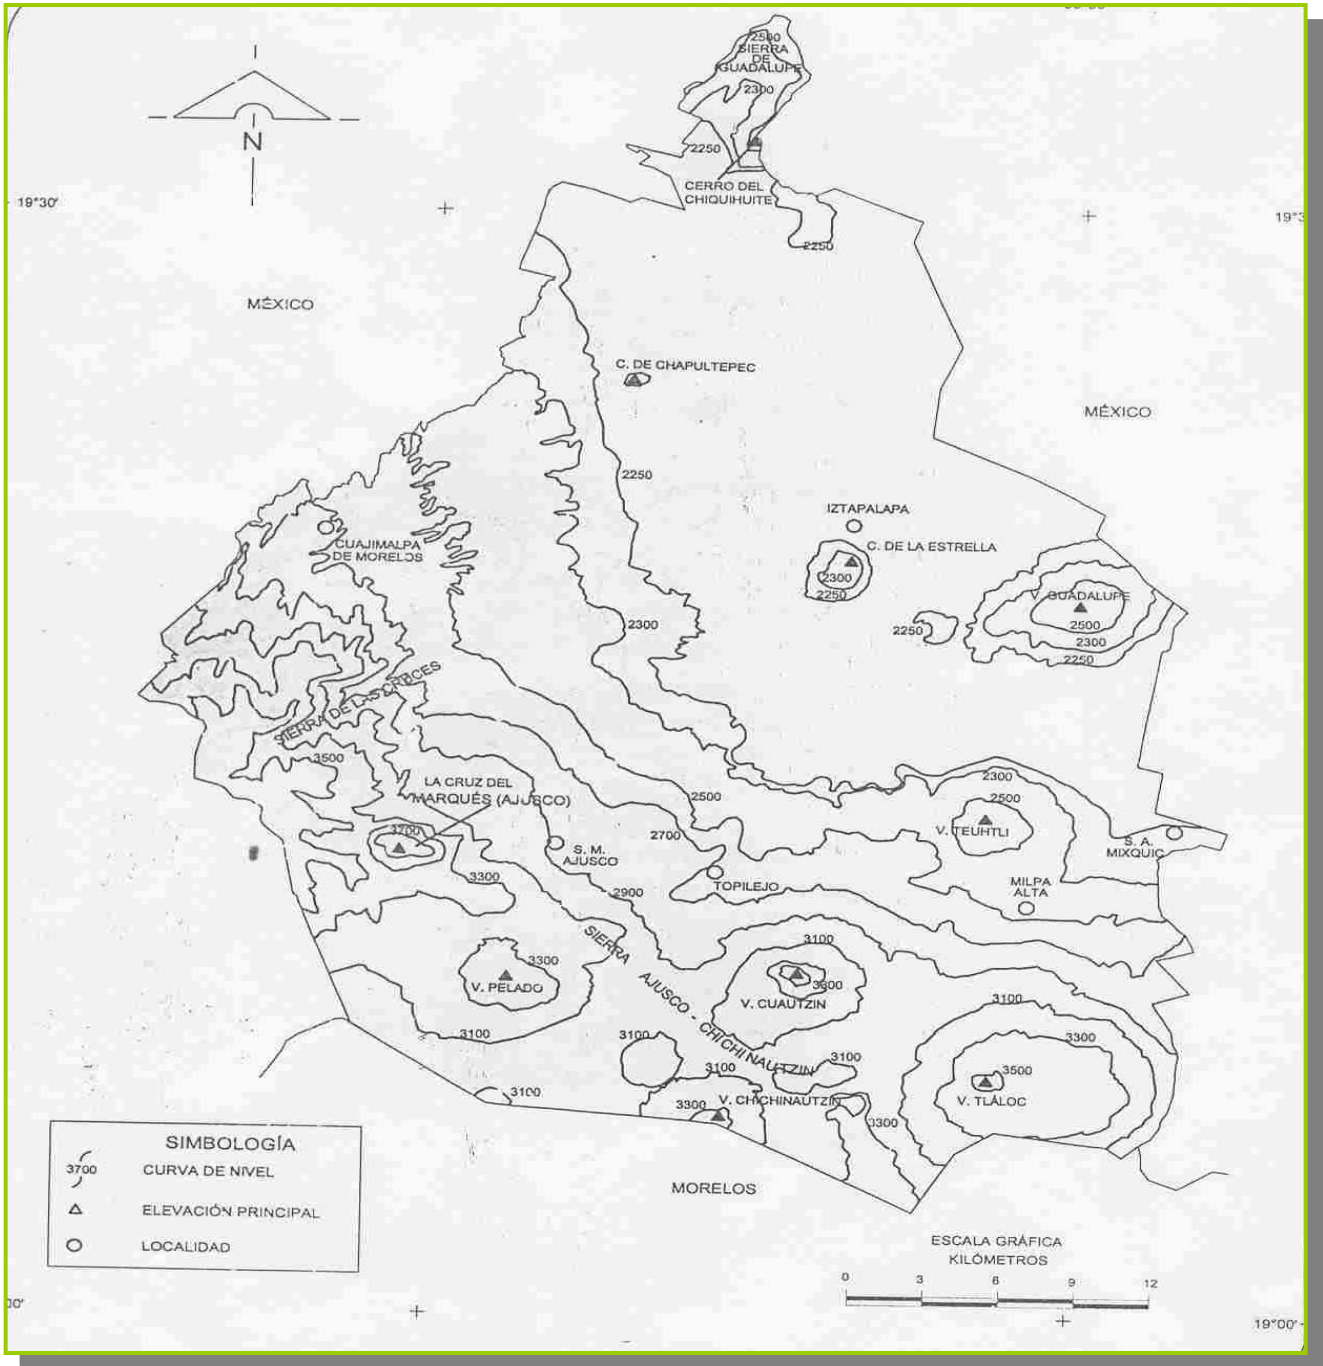 2500
SIERRA
DE
GUADALUPE
2300
N
2250
CERRO DEL
CHIQUIHUITE
19°30'
19°3
2250
MÉXICO
C. DE CHAPULTEPEC
MÉXICO
2250
IZTAPALAPA
C. DE LA ESTRELLA
CUAJIMALPA
DE MORELOS
2300
2250
V. GUADALUPE
2300
2250
2500
2300
2250
SIERRA DE LAS CRUCES
3500
LA CRUZ DEL
MARQUÉS (AJUSCO)
2500
2300
2500
3700
2700
V. TEUHTLI
S. M.
AJUSCO
S. A.
MIXQUIC
3300
2900
TOPILEJO
MILPA
ALTA
SIERRA AJUSCO - CHICHINAUTZIN
3100
3300
V. PELADO
3300
V. CUAUTZIN
3100
3100
3100
3300
3100
3100
3500
3100
V. CHICHINAUTZIN
V. TLÁLOC
3300
3300
SIMBOLOGÍA
3700 CURVA DE NIVEL
ELEVACIÓN PRINCIPAL
LOCALIDAD
MORELOS
ESCALA GRÁFICA
KILÓMETROS
0 3 6 9 12
00'
19°00'